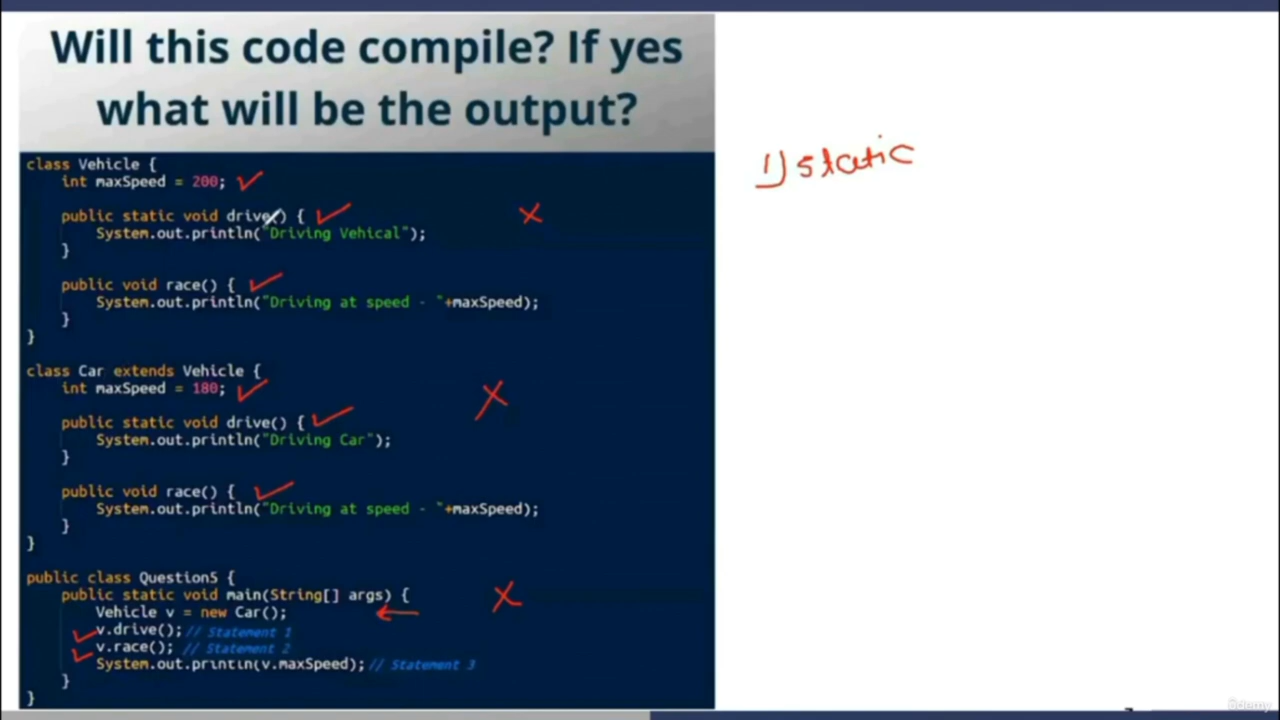 Will this code compile? If yes
what will be the output?
class Vehicle {
int maxSpeed = 200;
public static void drive() {
System.out.println("Driving Vehical");
}
public void race() {
System.out.println("Driving at speed - "+maxSpeed);
}
}
class Car extends Vehicle {
int maxSpeed = 180;
public static void drive() {
System.out.println("Driving Car");
}
public void race() {
System.out.println("Driving at speed - "+maxSpeed);
}
}
public class Question5 {
public static void main(String[] args) {
Vehicle v = new Car();
v.drive(); // Statement 1
v.race(); // Statement 2
System.out.println(v.maxSpeed); // Statement 3
}
}
1) static
ûdemy